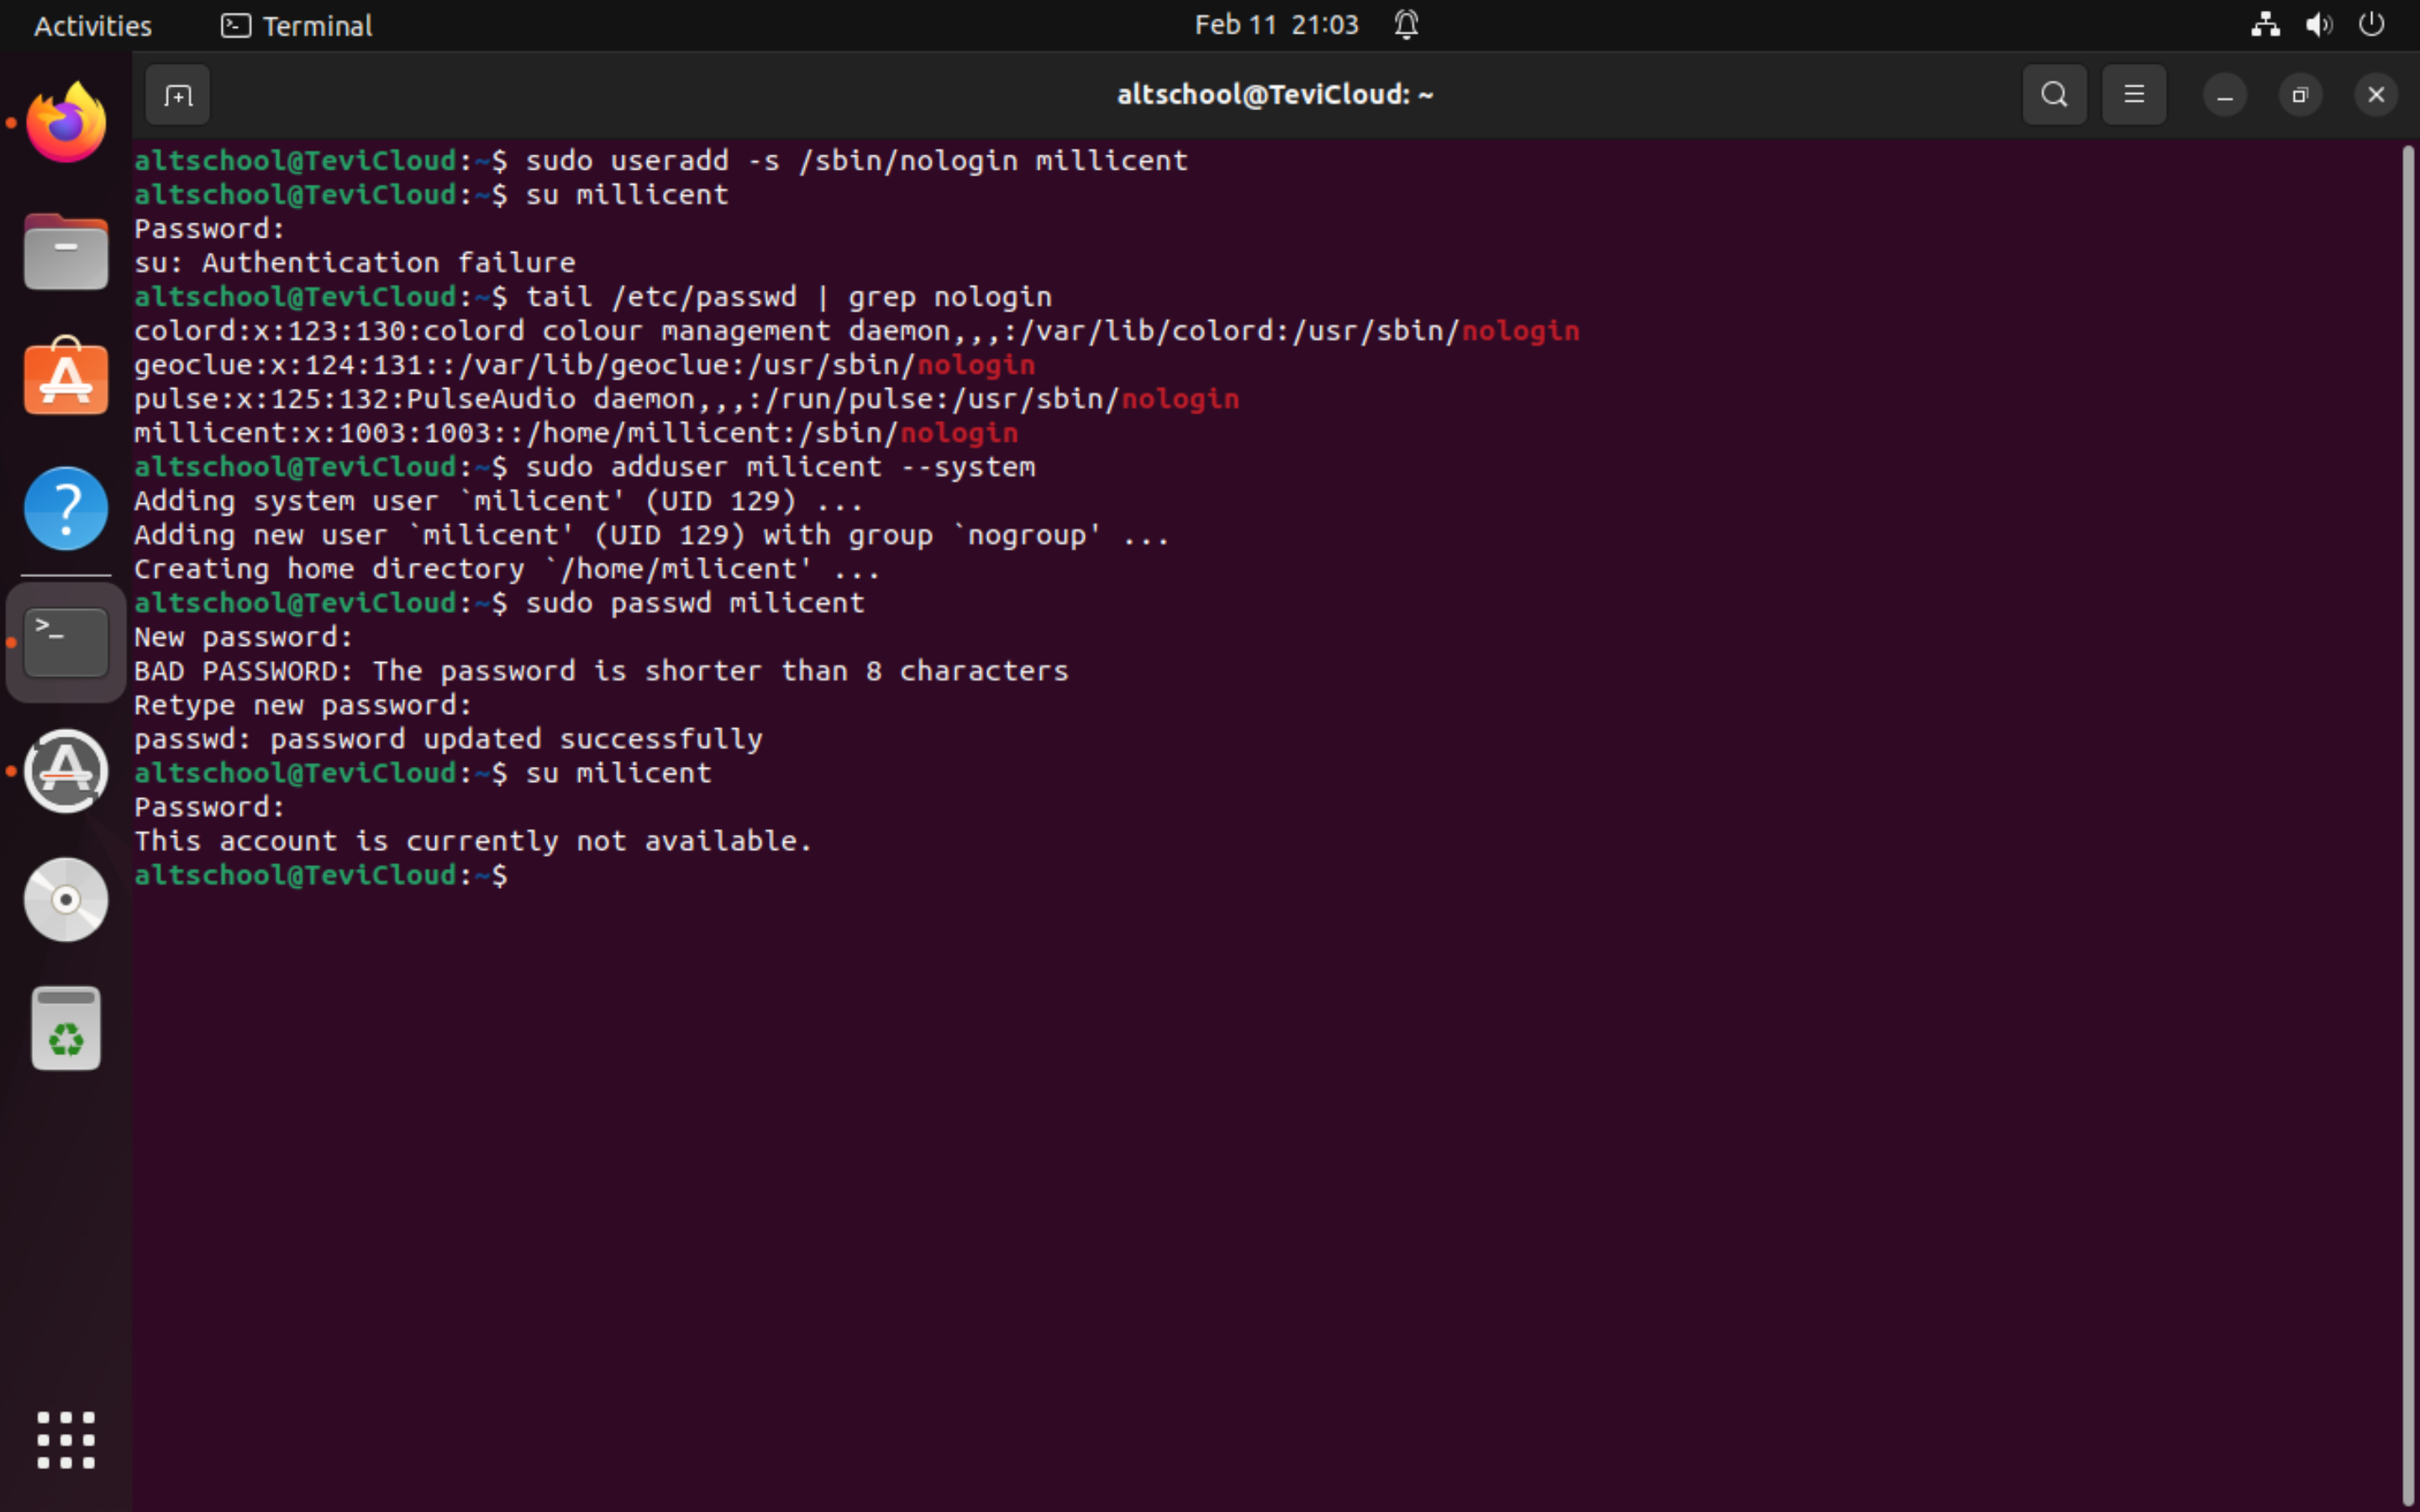 Activities Terminal Feb 11 21:03
altschool@TeviCloud: ~
altschool@TeviCloud:~$ sudo useradd -s /sbin/nologin millicent
altschool@TeviCloud:~$ su millicent
Password:
su: Authentication failure
altschool@TeviCloud:~$ tail /etc/passwd | grep nologin
colord:x:123:130:colord colour management daemon,,,:/var/lib/colord:/usr/sbin/nologin
geoclue:x:124:131::/var/lib/geoclue:/usr/sbin/nologin
pulse:x:125:132:PulseAudio daemon,,,:/run/pulse:/usr/sbin/nologin
millicent:x:1003:1003::/home/millicent:/sbin/nologin
altschool@TeviCloud:~$ sudo adduser milicent --system
Adding system user `milicent' (UID 129) ...
Adding new user `milicent' (UID 129) with group `nogroup' ...
Creating home directory `/home/milicent' ...
altschool@TeviCloud:~$ sudo passwd milicent
New password:
BAD PASSWORD: The password is shorter than 8 characters
Retype new password:
passwd: password updated successfully
altschool@TeviCloud:~$ su milicent
Password:
This account is currently not available.
altschool@TeviCloud:~$